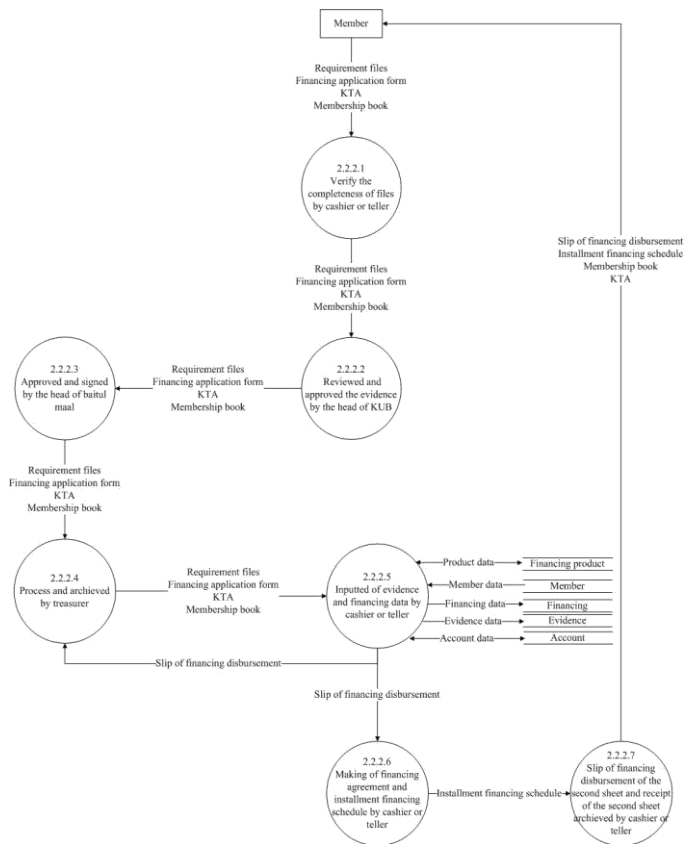 Member
Requirement files
Financing application form
KTA
Membership book
2.2.2.1
Verify the
completeness of files
by cashier or teller
Slip of financing disbursement
Installment financing schedule
Membership book
KTA
Requirement files
Financing application form
KTA
Membership book
2.2.2.3
Approved and signed
by the head of baitul
maal
Requirement files
Financing application form
KTA
Membership book
2.2.2.2
Reviewed and
approved the evidence
by the head of KUB
Requirement files
Financing application form
KTA
Membership book
2.2.2.4
Process and archieved
by treasurer
Requirement files
Financing application form
KTA
Membership book
2.2.2.5
Inputted of evidence
and financing data by
cashier or teller
Product data
Financing product
Member data
Member
Financing data
Financing
Evidence data
Evidence
Account data
Account
Slip of financing disbursement
Slip of financing disbursement
2.2.2.6
Making of financing
agreement and
installment financing
schedule by cashier or
teller
Installment financing schedule
2.2.2.7
Slip of financing
disbursement of the
second sheet and receipt
of the second sheet
archieved by cashier or
teller